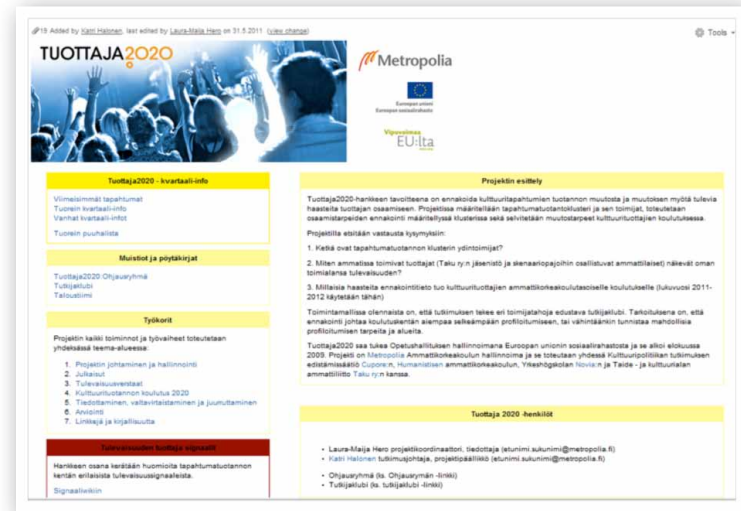 19 Added by Katri Halonen, last edited by Laura-Maija Hero on 31.5.2011 (view change)
Tools
TUOTTAJA2020
Metropolia
Euroopan unioni
Euroopan sosiaalirahasto
Vipuvoimaa
EU:lta
Tuottaja2020 - kvartaali-info
Viimeisimmät tapahtumat
Tuorein kvartaali-info
Vanhat kvartaali-infot
Tuorein puuhalista
Muistiot ja pöytäkirjat
Tuottaja2020:Ohjausryhmä
Tutkijaklubi
Taloustiimi
Työkorit
Projektin kaikki toiminnot ja työvaiheet toteutetaan
yhdeksässä teema-alueessa:
1. Projektin johtaminen ja hallinnointi
2. Julkaisut
3. Tulevaisuusverstaat
4. Kulttuurituotannon koulutus 2020
5. Tiedottaminen, valtavirtaistaminen ja juurruttaminen
6. Arviointi
7. Linkkejä ja kirjallisuutta
Tulevaisuuden tuottaja signaalit
Hankkeen osana kerätään huomioita tapahtumatuotannon
kentän erilaisista tulevaisuussignaaleista.
Signaaliwikiin
Projektin esittely
Tuottaja2020-hankkeen tavoitteena on ennakoida kulttuuritapahtumien tuotannon muutosta ja muutoksen myötä tulevia
haasteita tuottajan osaamiseen. Projektissa määritellään tapahtumatuotantoklusteri ja sen toimijat, toteutetaan
osaamistarpeiden ennakointi määritellyssä klusterissa sekä selvitetään muutostarpeet kulttuurituottajien koulutuksessa.
Projektilla etsitään vastausta kysymyksiin:
1. Ketkä ovat tapahtumatuotannon klusterin ydintoimijat?
2. Miten ammatissa toimivat tuottajat (Taku ry:n jäsenistö ja skenaariopajoihin osallistuvat ammattilaiset) näkevät oman
toimialansa tulevaisuuden?
3. Millaisia haasteita ennakointitieto tuo kulttuurituottajien ammattikorkeakoulutasoiselle koulutukselle (lukuvuosi 2011-
2012 käytetään tähän)
Toimintamallissa olennaista on, että tutkimuksen tekee eri toimijatahoja edustava tutkijaklubi. Tarkoituksena on, että
ennakointi johtaa koulutuskentän aiempaa selkeämpään profiloitumiseen, tai vähintäänkin tunnistaa mahdollisia
profiloitumisen tarpeita ja alueita.
Tuottaja2020 saa tukea Opetushallituksen hallinnoimana Euroopan unionin sosiaalirahastosta ja se alkoi elokuussa
2009. Projekti on Metropolia Ammattikorkeakoulun hallinnoima ja se toteutaan yhdessä Kulttuuripolitiikan tutkimuksen
edistämissäätiö Cupore:n, Humanistisen ammattikorkeakoulun, Yrkeshögskolan Novia:n ja Taide - ja kulttuurialan
ammattiliitto Taku ry:n kanssa.
Tuottaja 2020 -henkilöt
• Laura-Maija Hero projektikoordinaattori, tiedottaja (etunimi.sukunimi@metropolia.fi)
• Katri Halonen tutkimusjohtaja, projektipäällikkö (etunimi.sukunimi@metropolia.fi)
• Ohjausryhmä (ks. Ohjausrymän -linkki)
• Tutkijaklubi (ks. tutkijaklubi -linkki)